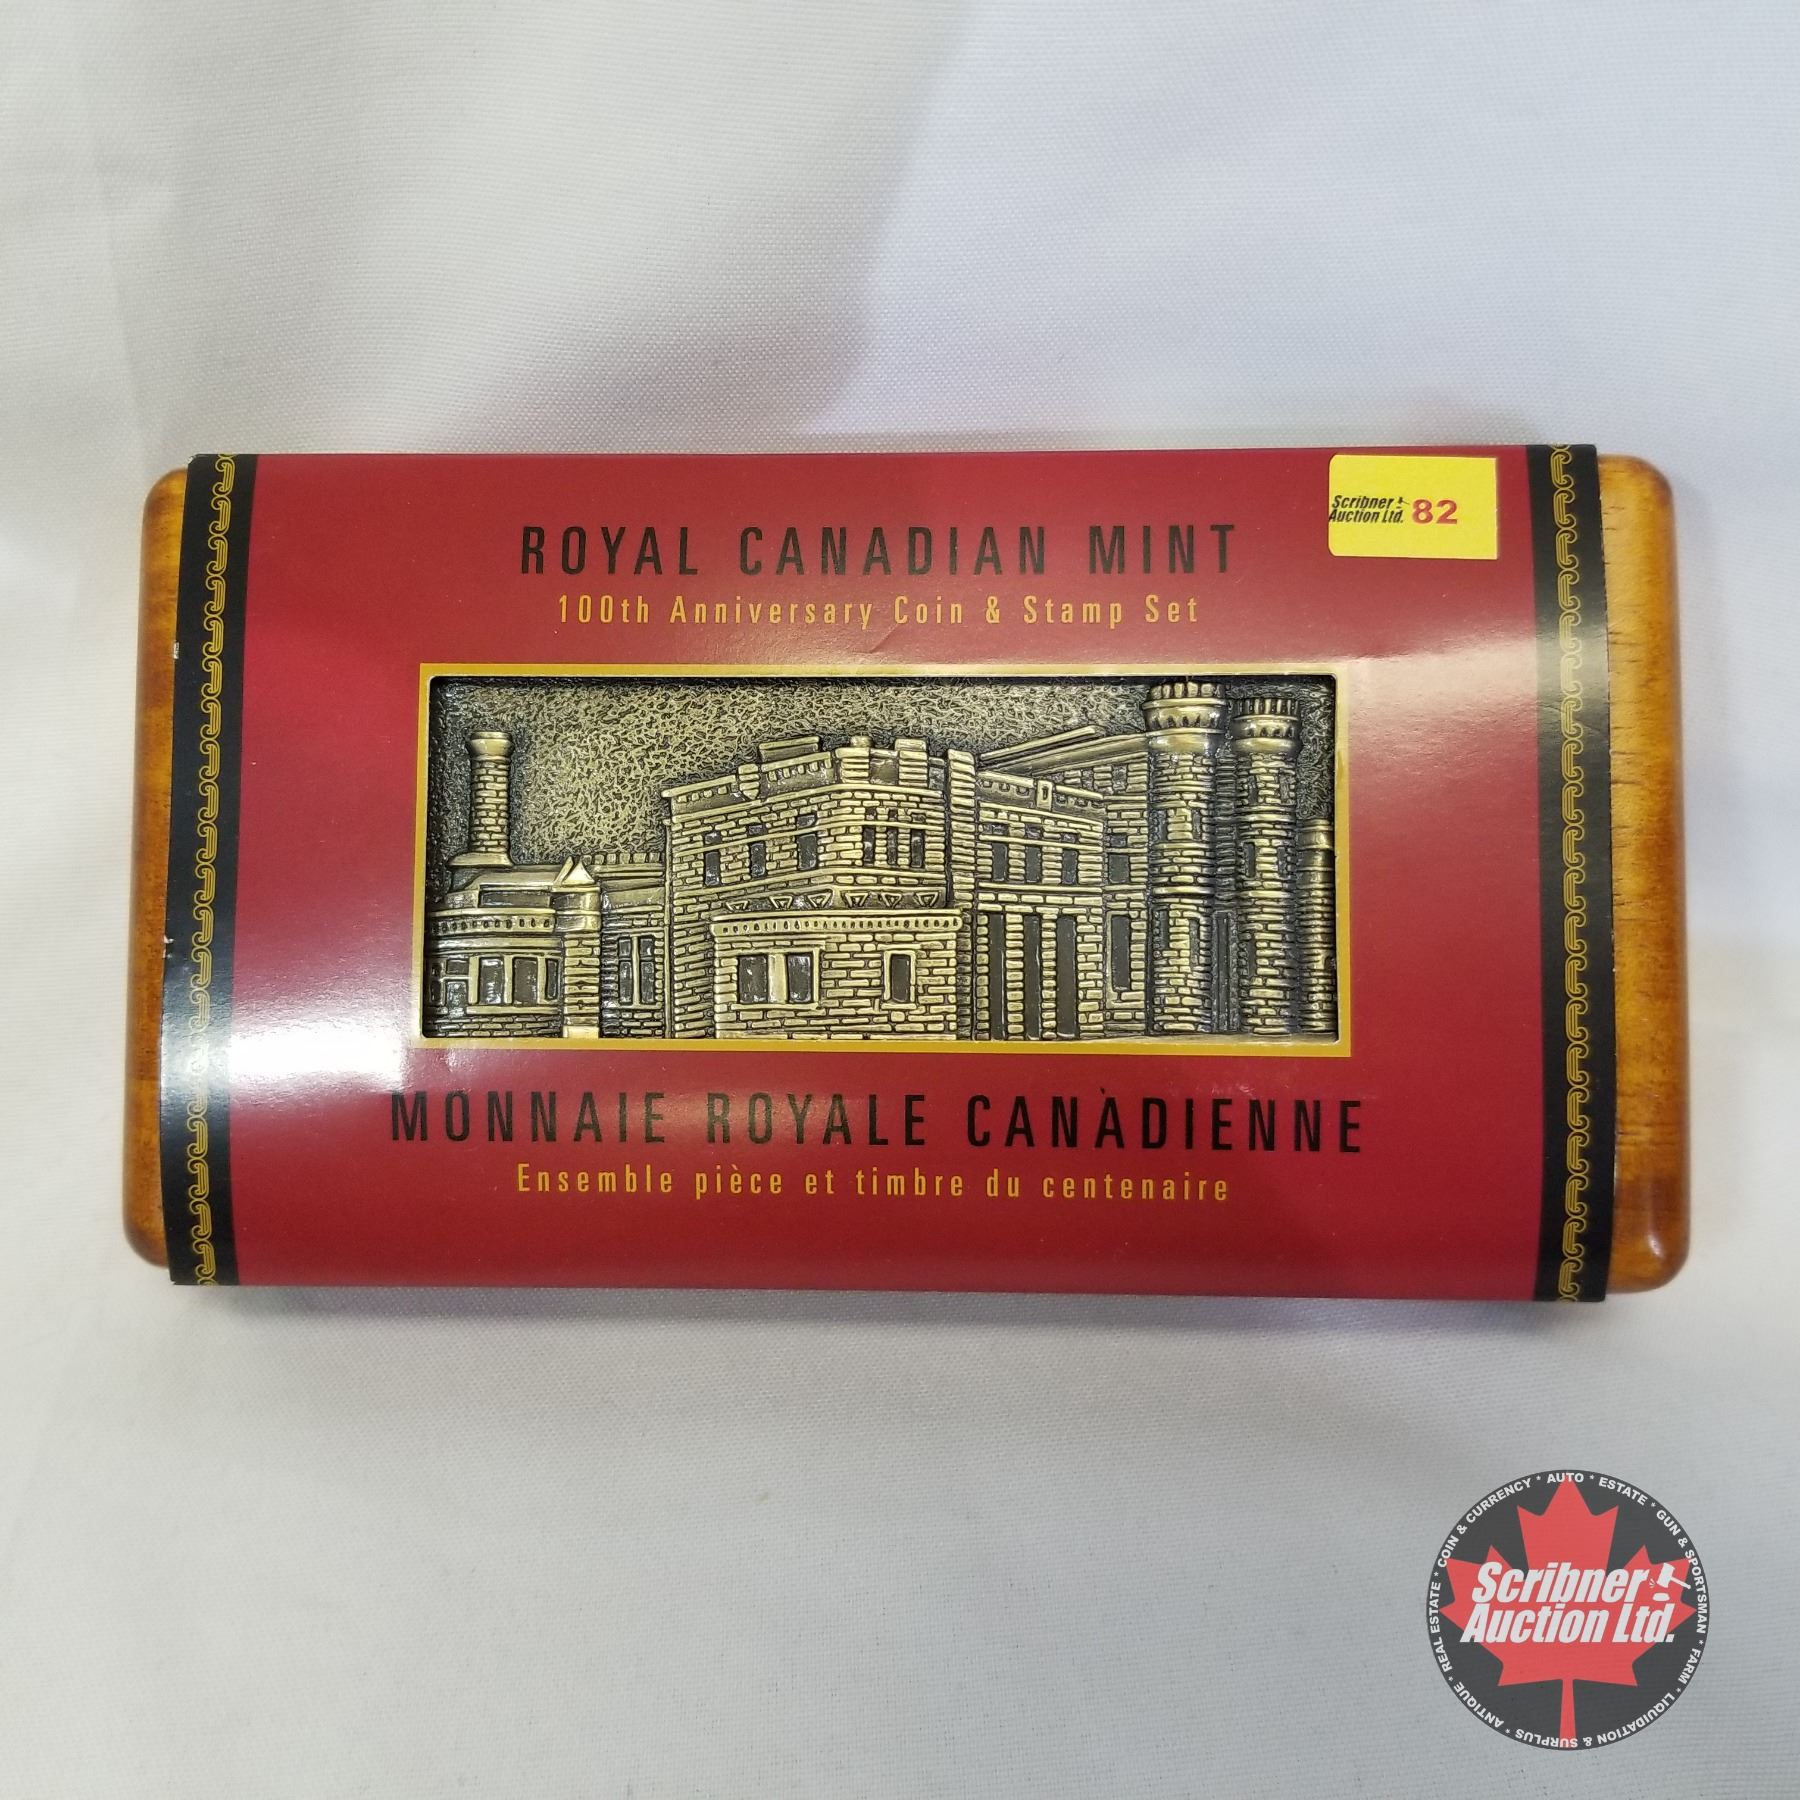 Scribner
Auction Ltd. 82
ROYAL CANADIAN MINT
100th Anniversary Coin & Stamp Set
MONNAIE ROYALE CANADIENNE
Ensemble pièce et timbre du centenaire
REAL ESTATE * COIN & CURRENCY * AUTO * ESTATE * GUN & SPORTSMAN * FARM * LIQUIDATION & SURPLUS * ANTIQUE *
Scribner
Auction Ltd.